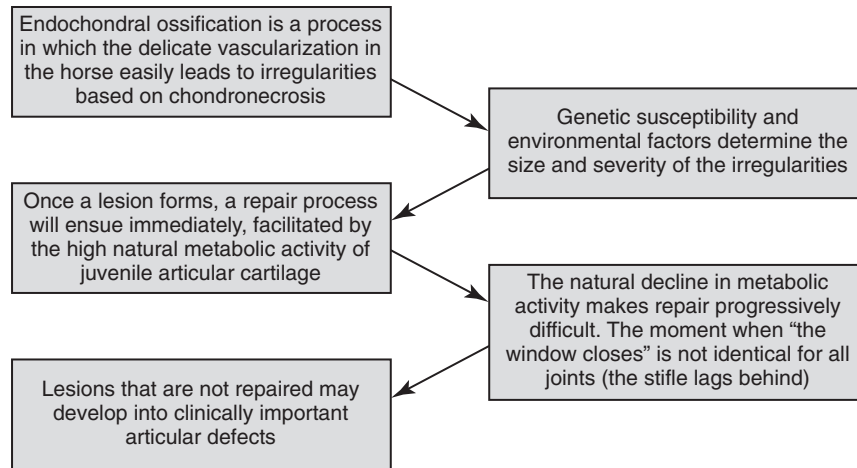 Endochondral ossification is a process
in which the delicate vascularization in
the horse easily leads to irregularities
based on chondronecrosis
Genetic susceptibility and
environmental factors determine the
size and severity of the irregularities
Once a lesion forms, a repair process
will ensue immediately, facilitated by
the high natural metabolic activity of
juvenile articular cartilage
The natural decline in metabolic
activity makes repair progressively
difficult. The moment when “the
window closes” is not identical for all
joints (the stifle lags behind)
Lesions that are not repaired may
develop into clinically important
articular defects